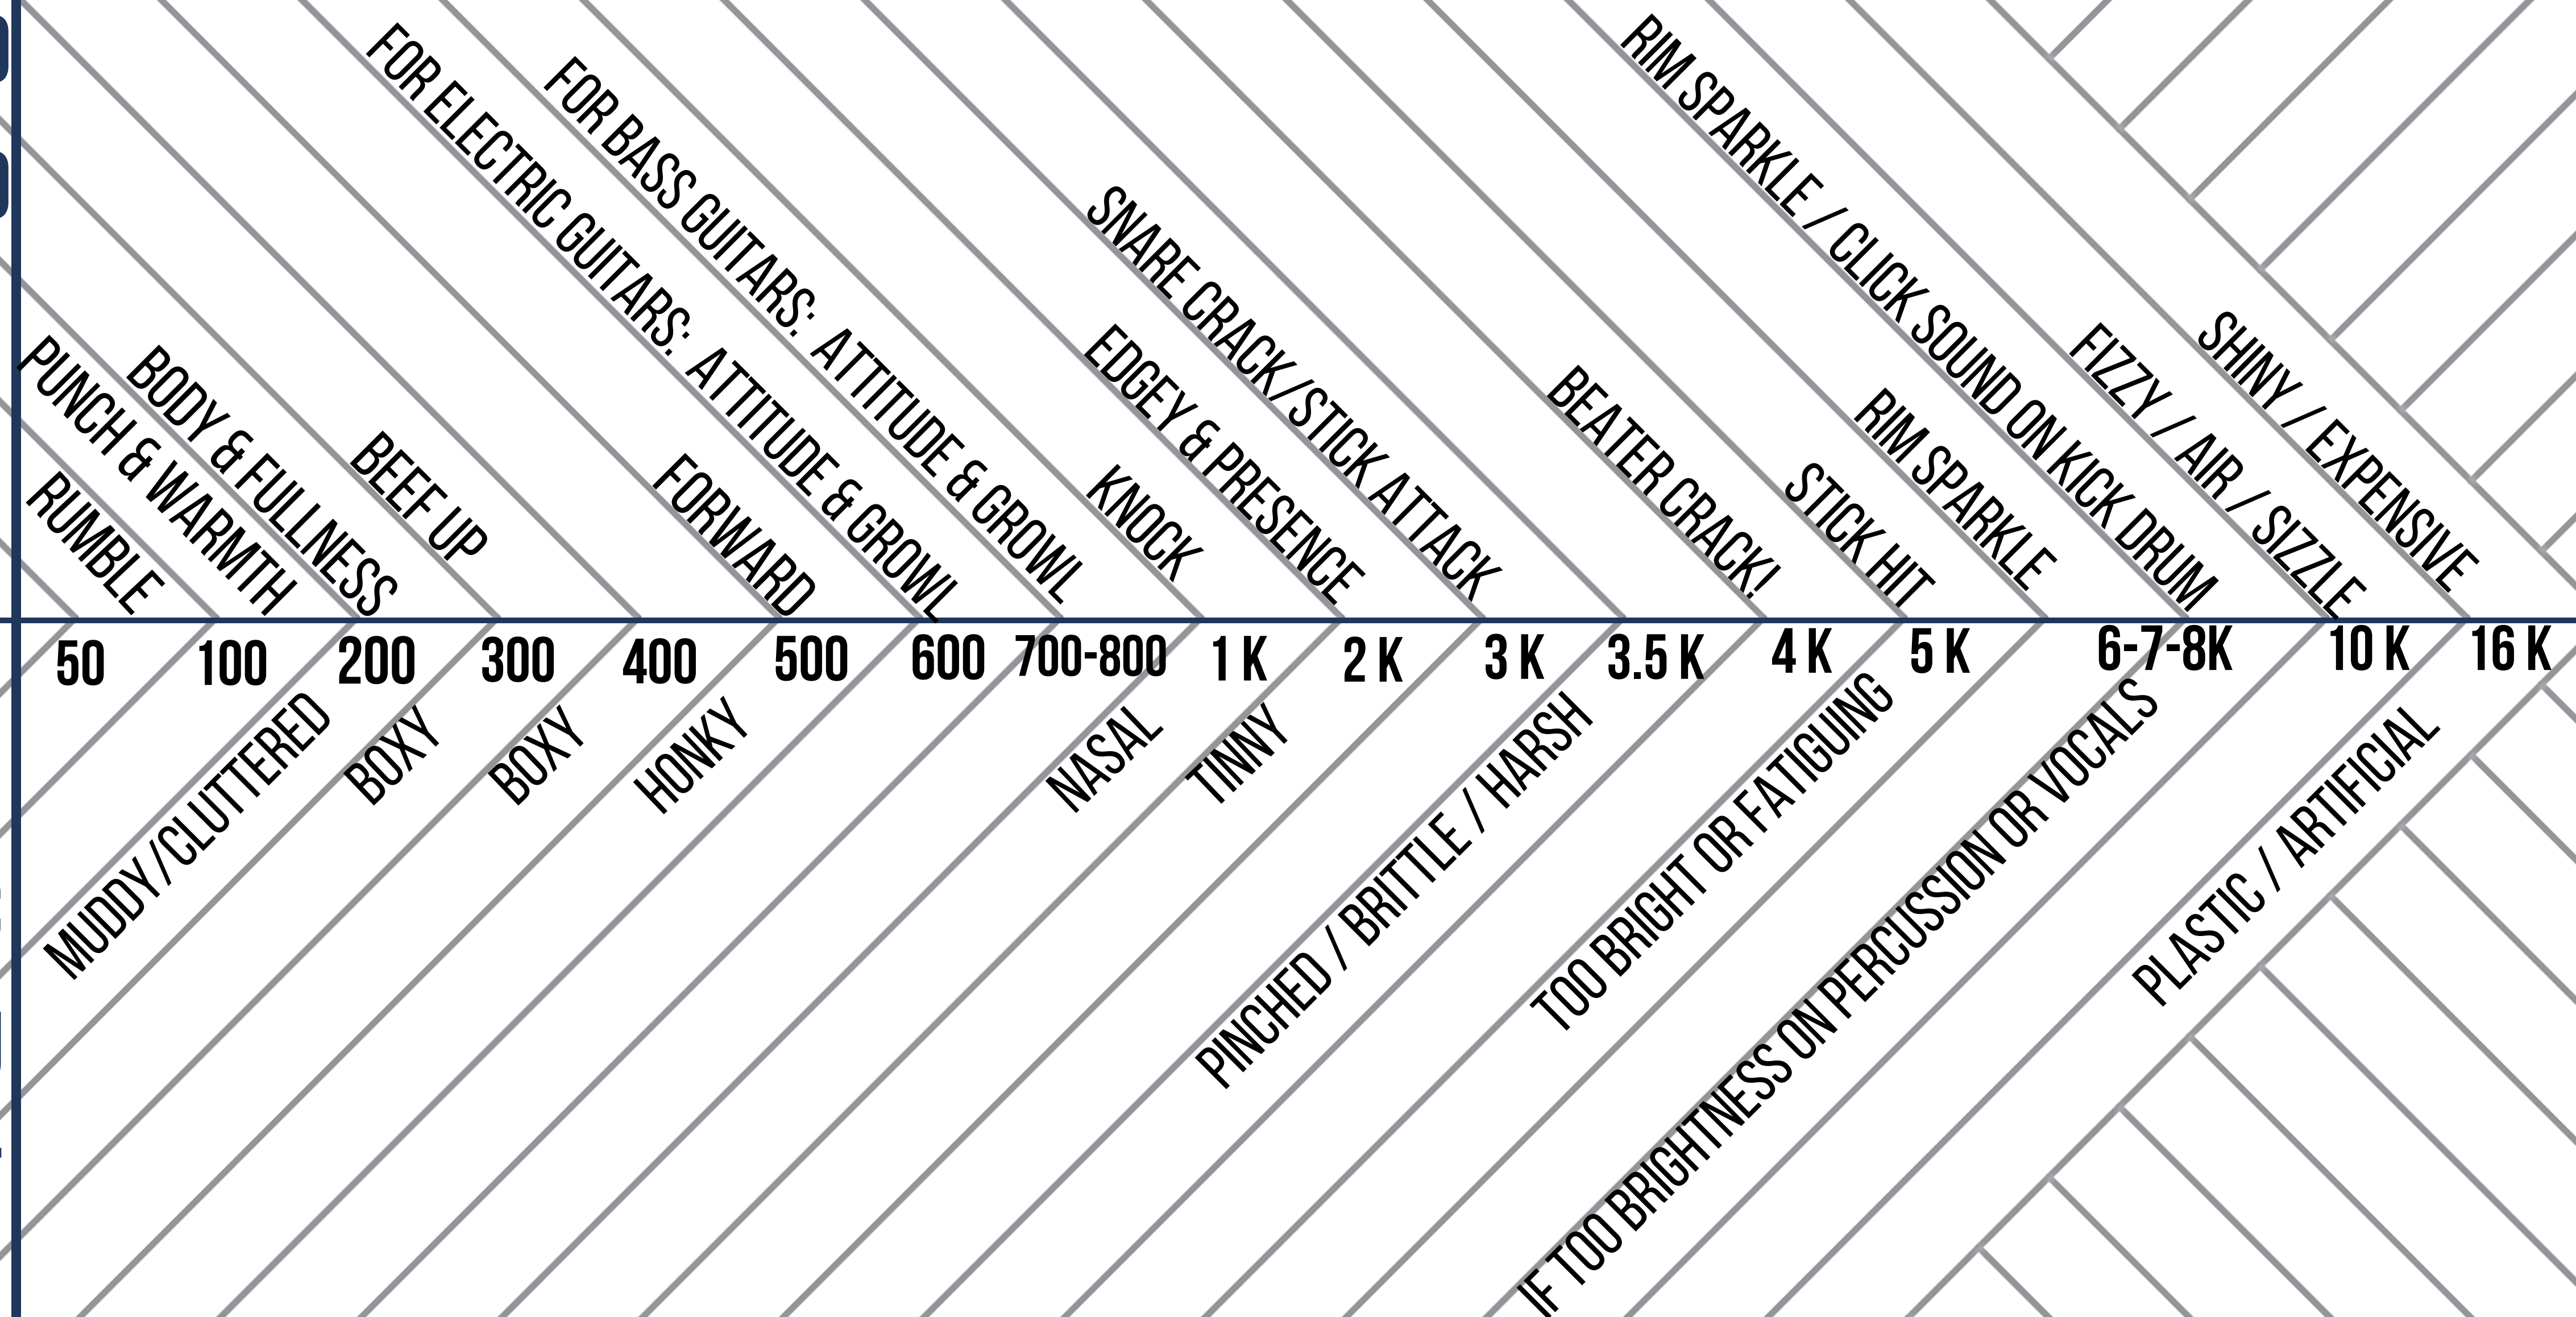 RUMBLE
PUNCH & WARMTH
BODY & FULLNESS
BEEF UP
FORWARD
FOR ELECTRIC GUITARS: ATTITUDE & GROWL
FOR BASS GUITARS: ATTITUDE & GROWL
KNOCK
EDGEY & PRESENCE
SNARE CRACK/STICK ATTACK
BEATER CRACK!
STICK HIT
RIM SPARKLE
RIM SPARKLE / CLICK SOUND ON KICK DRUM
FIZZY / AIR / SIZZLE
SHINY / EXPENSIVE
50 100 200 300 400 500 600 700-800 1 K 2 K 3 K 3.5 K 4 K 5 K 6-7-8K 10 K 16 K
MUDDY/CLUTTERED
BOXY
BOXY
HONKY
NASAL
TINNY
PINCHED / BRITTLE / HARSH
TOO BRIGHT OR FATIGUING
IF TOO BRIGHTNESS ON PERCUSSION OR VOCALS
PLASTIC / ARTIFICIAL